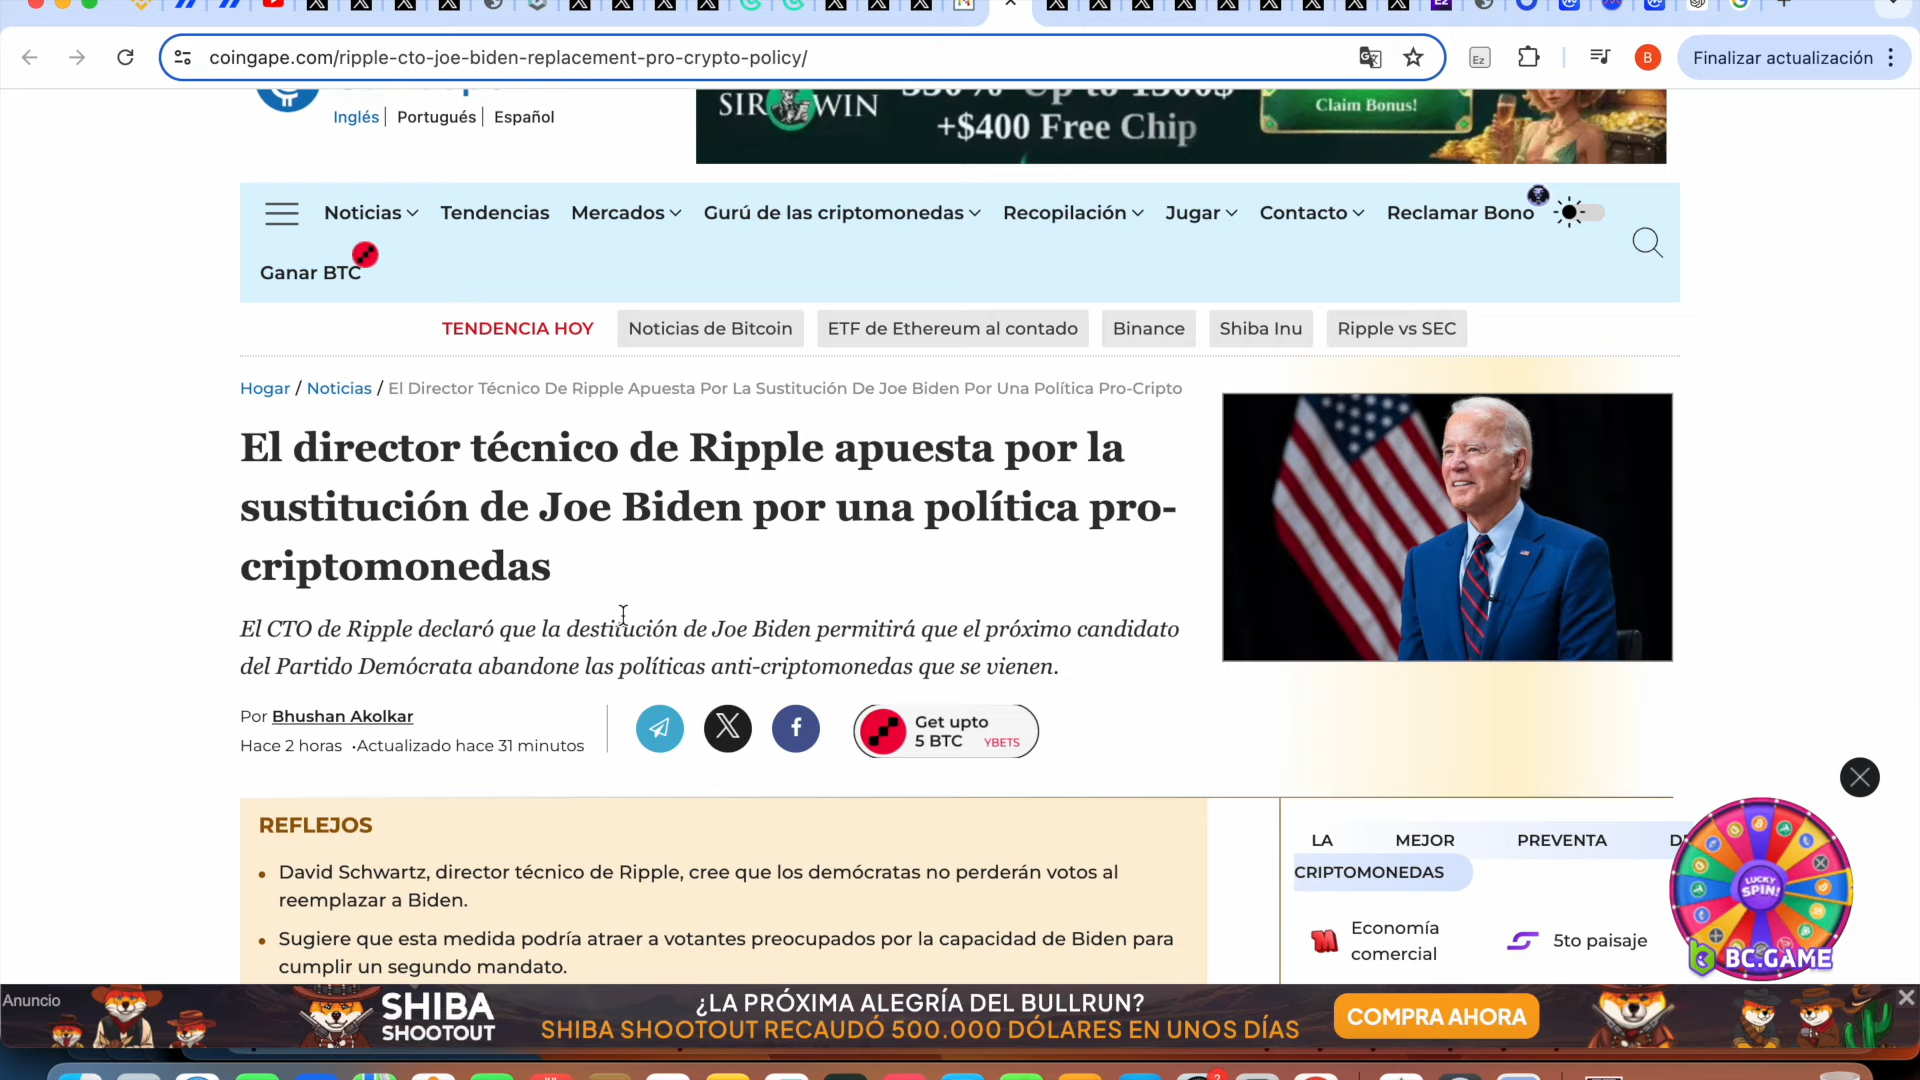 coingape.com/ripple-cto-joe-biden-replacement-pro-crypto-policy/
Ez
B
Finalizar actualización
Inglés
Português
Español
SIR WIN
+$400 Free Chip
Claim Bonus!
Noticias
Tendencias
Mercados
Gurú de las criptomonedas
Recopilación
Jugar
Contacto
Reclamar Bono
Ganar BTC
TENDENCIA HOY
Noticias de Bitcoin
ETF de Ethereum al contado
Binance
Shiba Inu
Ripple vs SEC
Hogar / Noticias / El Director Técnico De Ripple Apuesta Por La Sustitución De Joe Biden Por Una Política Pro-Cripto
El director técnico de Ripple apuesta por la
sustitución de Joe Biden por una política pro-
criptomonedas
El CTO de Ripple declaró que la destitución de Joe Biden permitirá que el próximo candidato
del Partido Demócrata abandone las políticas anti-criptomonedas que se vienen.
Por Bhushan Akolkar
Hace 2 horas ·Actualizado hace 31 minutos
Get upto
5 BTC YBETS
REFLEJOS
David Schwartz, director técnico de Ripple, cree que los demócratas no perderán votos al
reemplazar a Biden.
Sugiere que esta medida podría atraer a votantes preocupados por la capacidad de Biden para
cumplir un segundo mandato.
LA MEJOR PREVENTA
CRIPTOMONEDAS
Economía
comercial
5to paisaje
LUCKY
SPIN!
BC.GAME
Anuncio
SHIBA
SHOOTOUT
¿LA PRÓXIMA ALEGRÍA DEL BULLRUN?
SHIBA SHOOTOUT RECAUDÓ 500.000 DÓLARES EN UNOS DÍAS
COMPRA AHORA